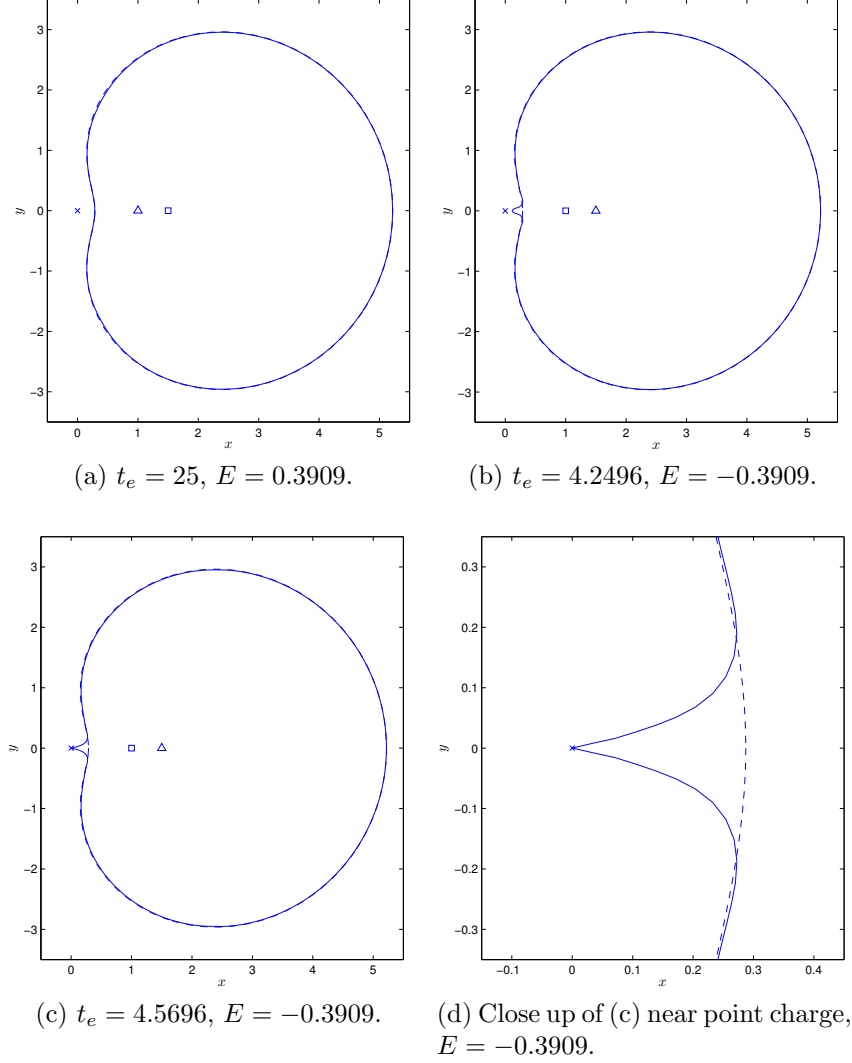 3
2
1
0
−1
−2
−3
y
0 1 2 3 4 5
x
(a) t_e = 25, E = 0.3909.
3
2
1
0
−1
−2
−3
y
0 1 2 3 4 5
x
(b) t_e = 4.2496, E = −0.3909.
3
2
1
0
−1
−2
−3
y
0 1 2 3 4 5
x
(c) t_e = 4.5696, E = −0.3909.
0.3
0.2
0.1
0
−0.1
−0.2
−0.3
y
−0.1 0 0.1 0.2 0.3 0.4
x
(d) Close up of (c) near point charge,
E = −0.3909.